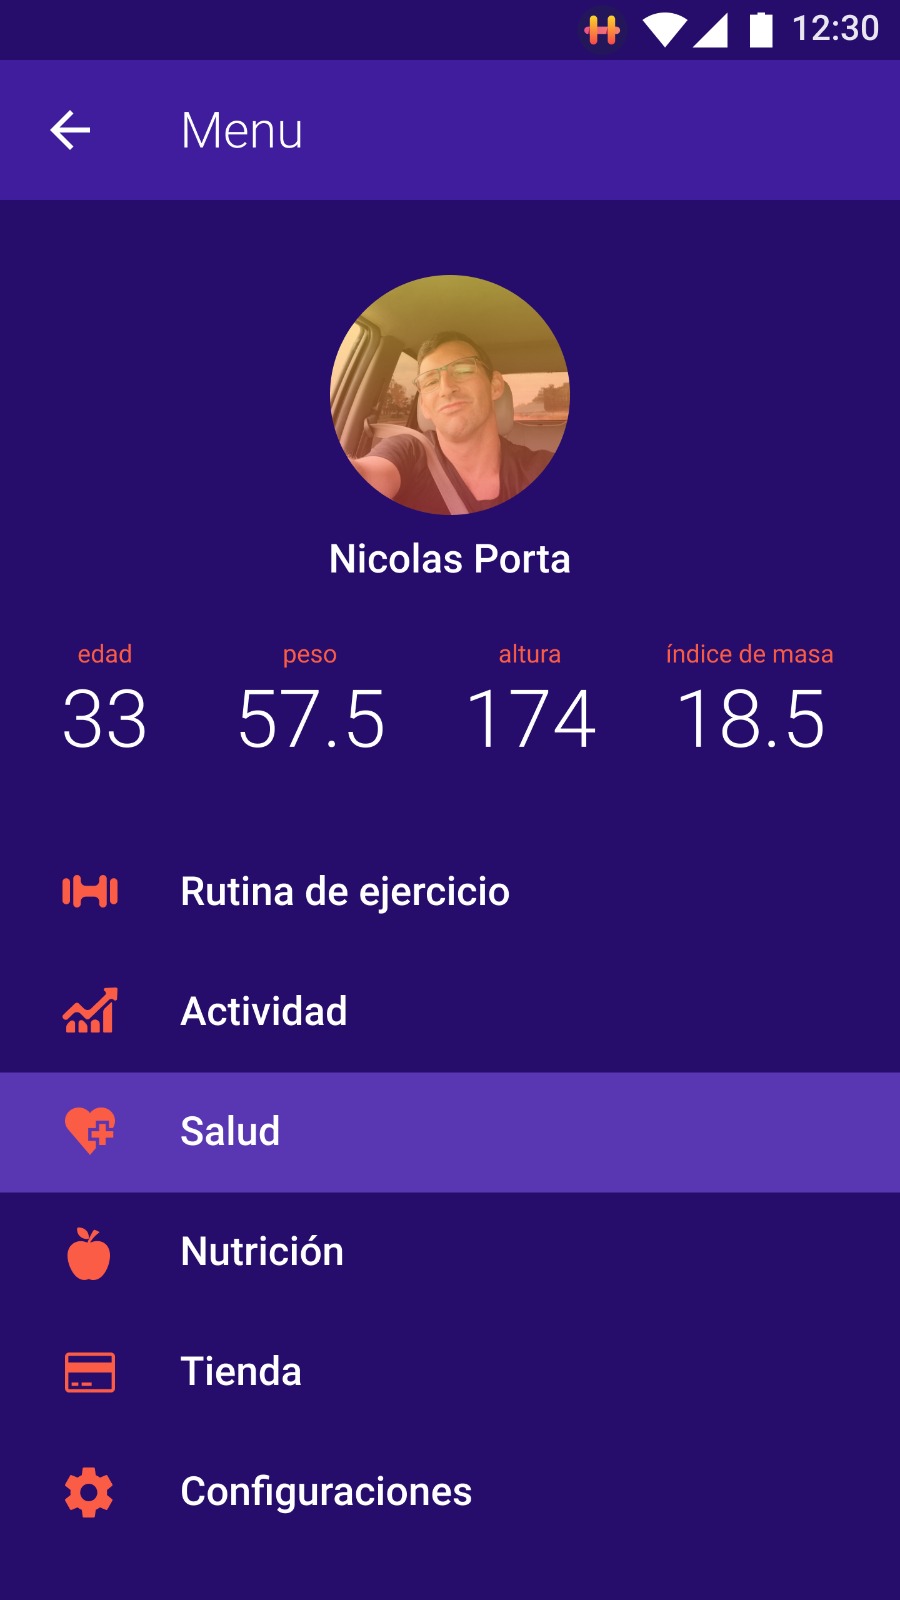 12:30
Menu
Nicolas Porta
edad peso altura índice de masa
33 57.5 174 18.5
Rutina de ejercicio
Actividad
Salud
Nutrición
Tienda
Configuraciones